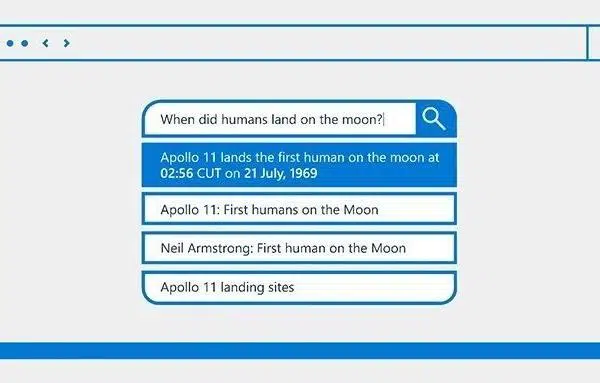 When did humans land on the moon?
Apollo 11 lands the first human on the moon at
02:56 CUT on 21 July, 1969
Apollo 11: First humans on the Moon
Neil Armstrong: First human on the Moon
Apollo 11 landing sites